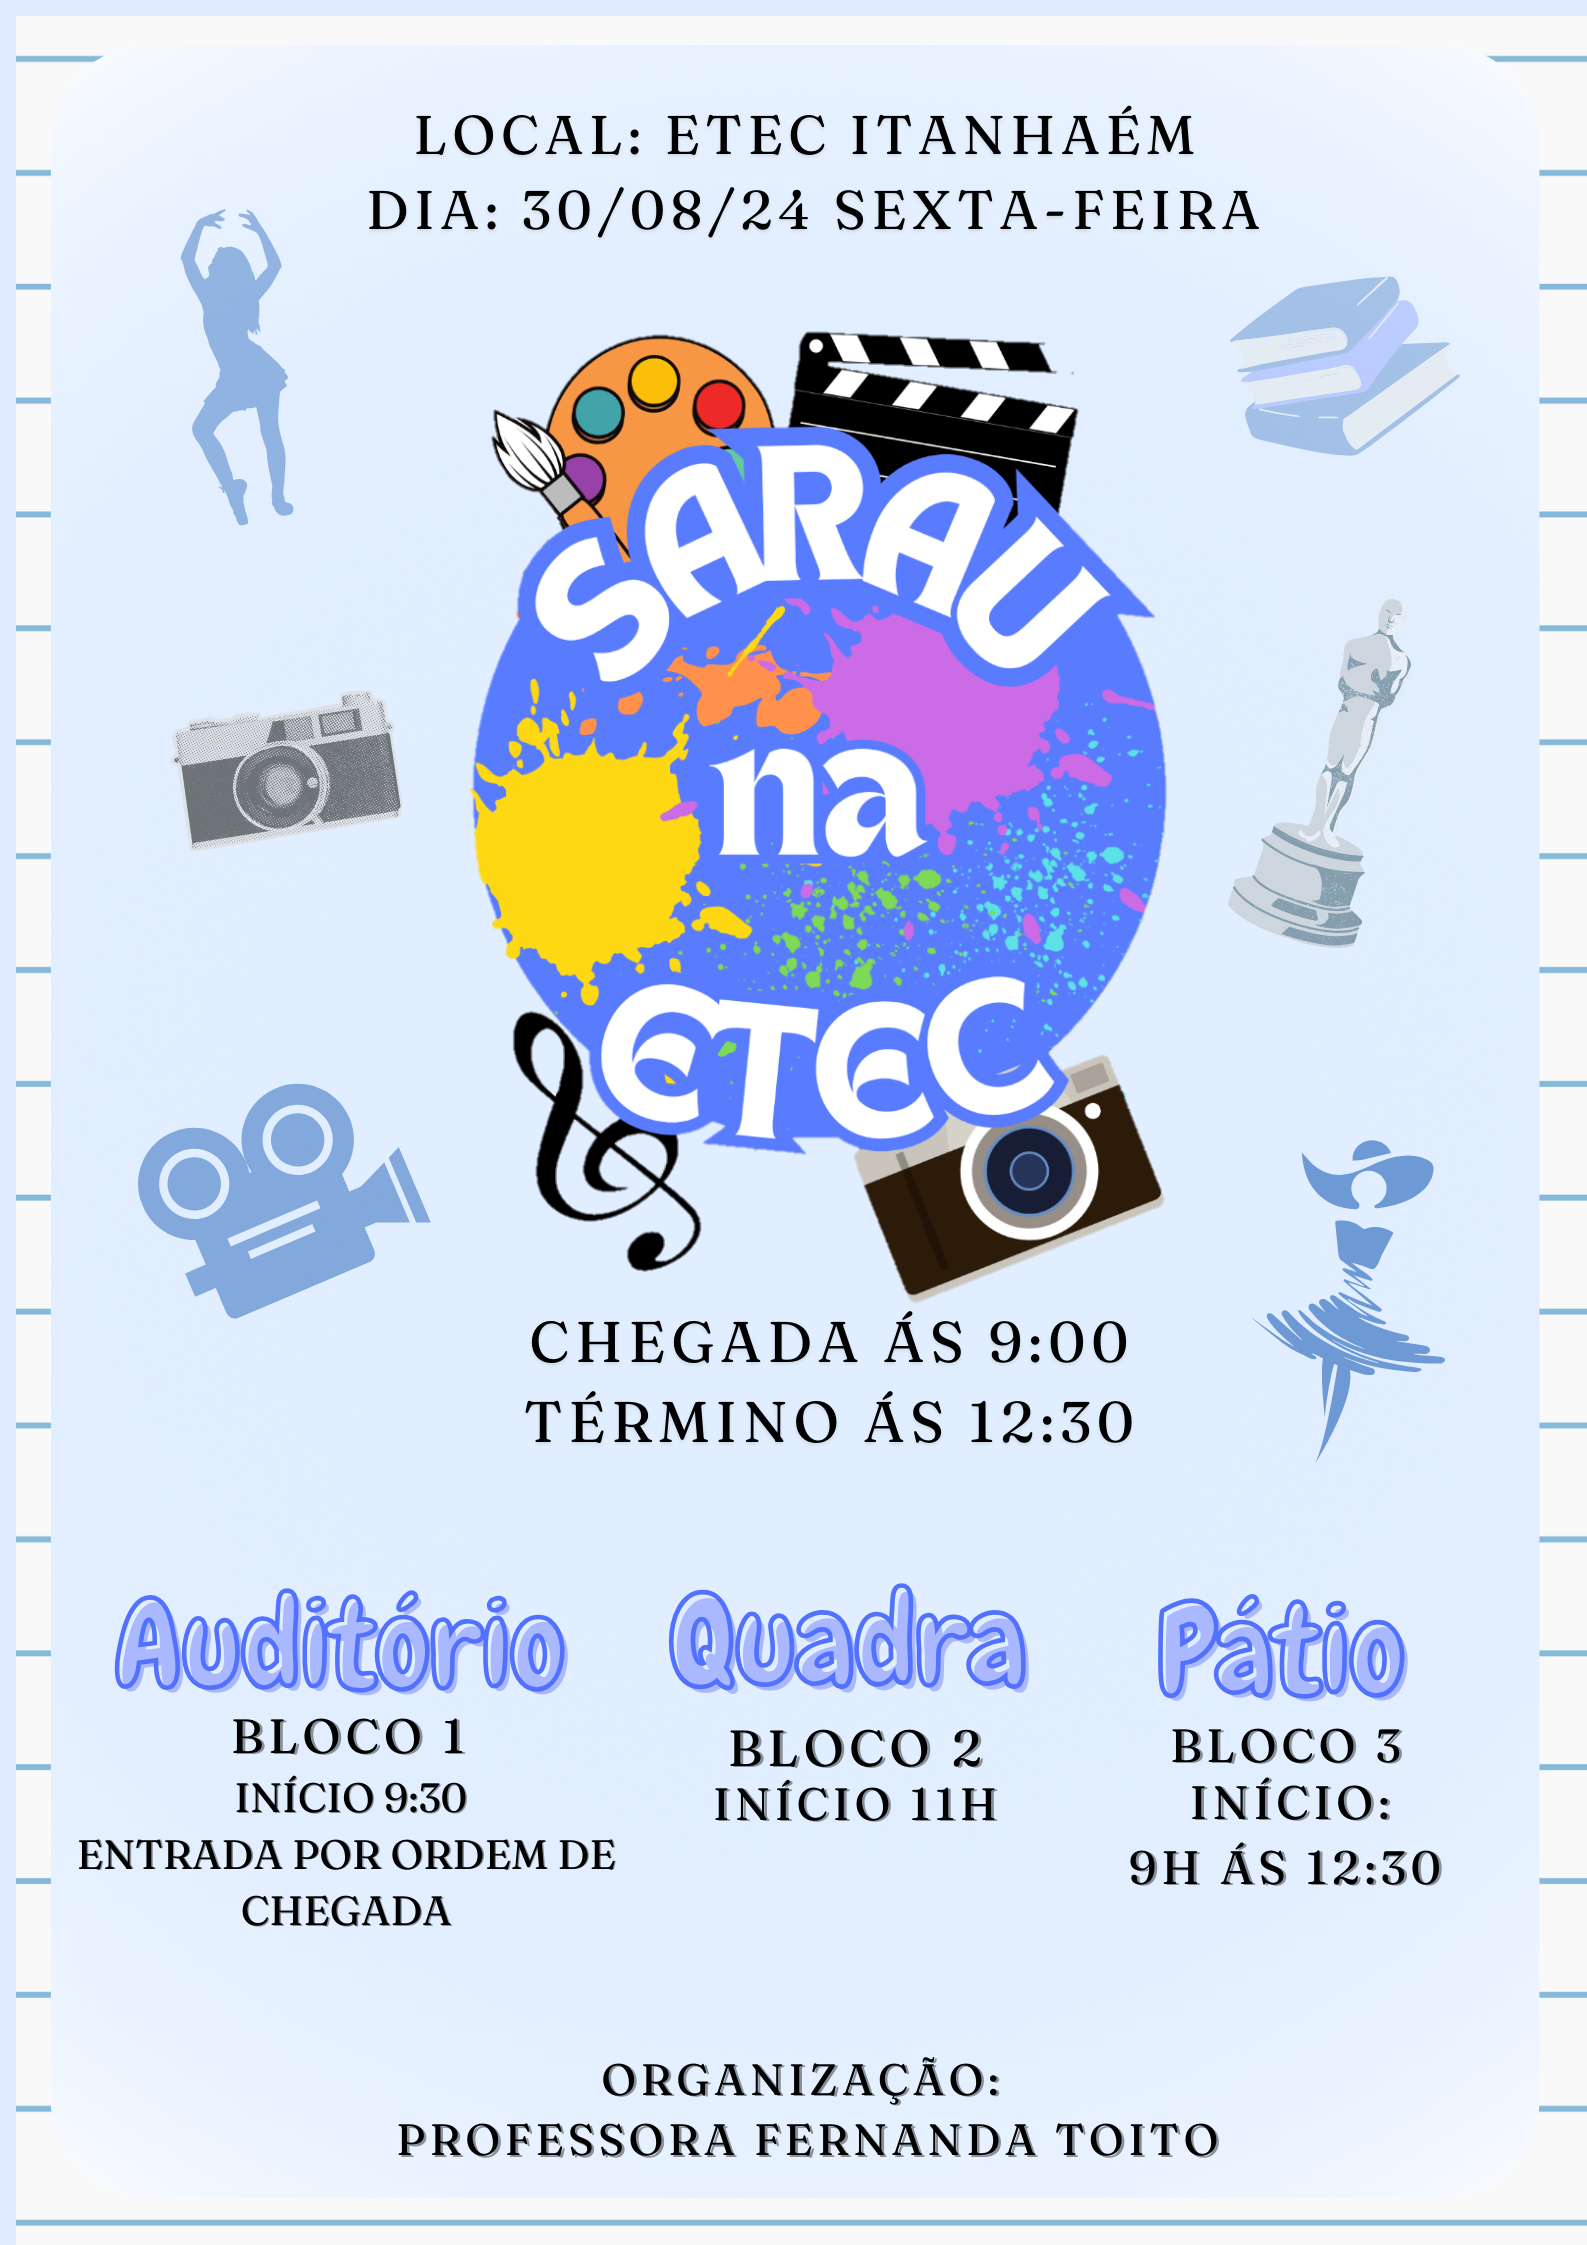 LOCAL: ETEC ITANHAÉM
DIA: 30/08/24 SEXTA-FEIRA
SARAU
na
ETEC
CHEGADA ÁS 9:00
TÉRMINO ÁS 12:30
Auditório
BLOCO 1
INÍCIO 9:30
ENTRADA POR ORDEM DE
CHEGADA
Quadra
BLOCO 2
INÍCIO 11H
Pátio
BLOCO 3
INÍCIO:
9H ÁS 12:30
ORGANIZAÇÃO:
PROFESSORA FERNANDA TOITO